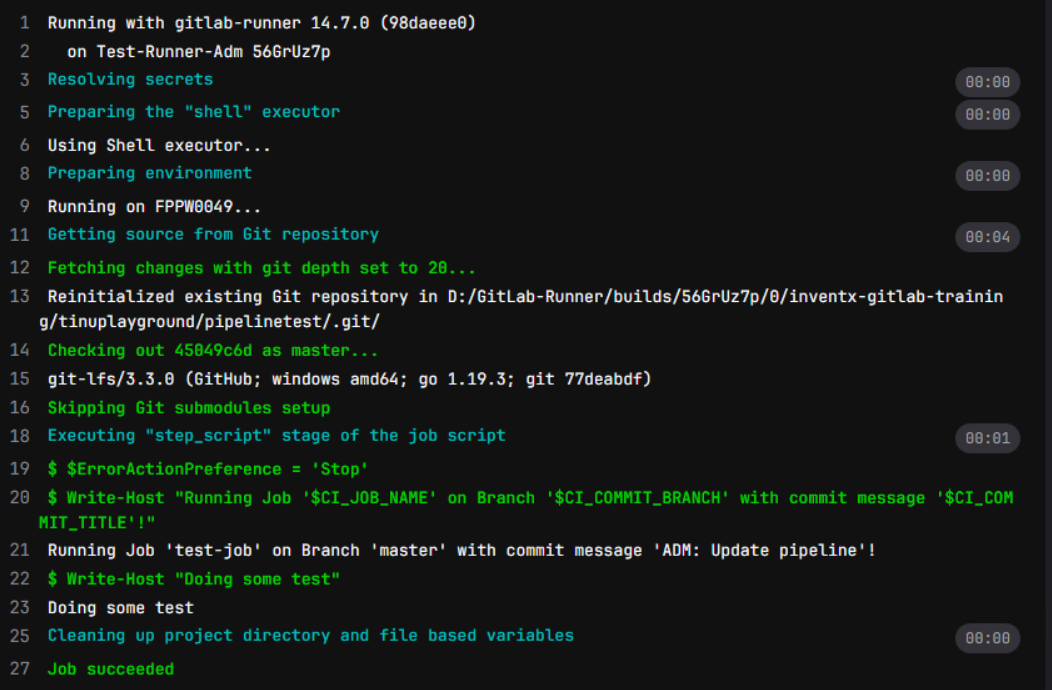 1 Running with gitlab-runner 14.7.0 (98daeee0)
2 on Test-Runner-Adm 56GrUz7p
3 Resolving secrets 00:00
5 Preparing the "shell" executor 00:00
6 Using Shell executor...
8 Preparing environment 00:00
9 Running on FPPW0049...
11 Getting source from Git repository 00:04
12 Fetching changes with git depth set to 20...
13 Reinitialized existing Git repository in D:/GitLab-Runner/builds/56GrUz7p/0/inventx-gitlab-trainin
g/tinuplayground/pipelinetest/.git/
14 Checking out 45049c6d as master...
15 git-lfs/3.3.0 (GitHub; windows amd64; go 1.19.3; git 77deabdf)
16 Skipping Git submodules setup
18 Executing "step_script" stage of the job script 00:01
19 $ $ErrorActionPreference = 'Stop'
20 $ Write-Host "Running Job '$CI_JOB_NAME' on Branch '$CI_COMMIT_BRANCH' with commit message '$CI_COM
MIT_TITLE'!"
21 Running Job 'test-job' on Branch 'master' with commit message 'ADM: Update pipeline'!
22 $ Write-Host "Doing some test"
23 Doing some test
25 Cleaning up project directory and file based variables 00:00
27 Job succeeded